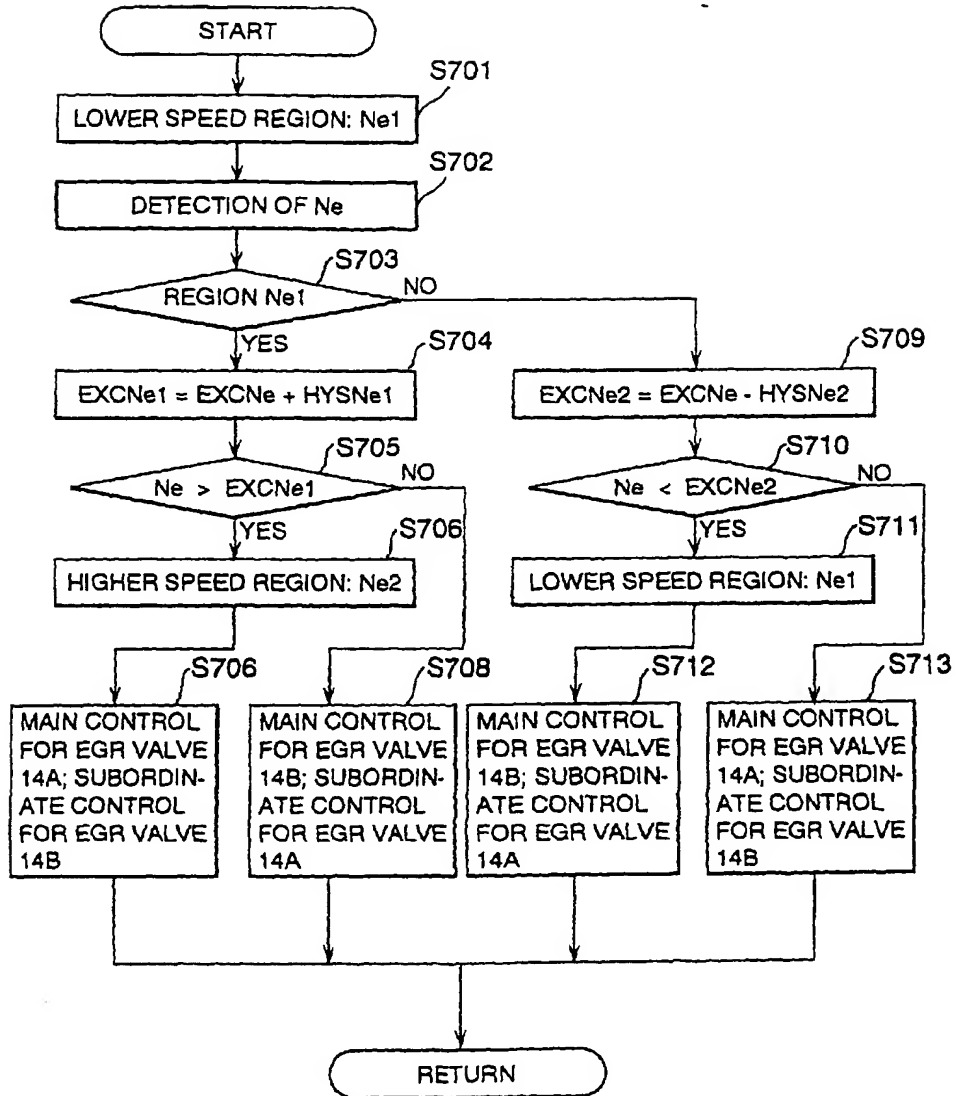 START
S701
LOWER SPEED REGION: Ne1
S702
DETECTION OF Ne
S703
REGION Ne1
NO
YES
S704
EXCNe1 = EXCNe + HYSNe1
S705
Ne > EXCNe1
NO
YES
S706
HIGHER SPEED REGION: Ne2
S709
EXCNe2 = EXCNe - HYSNe2
S710
Ne < EXCNe2
NO
YES
S711
LOWER SPEED REGION: Ne1
S706
MAIN CONTROL
FOR EGR VALVE
14A; SUBORDIN-
ATE CONTROL
FOR EGR VALVE
14B
S708
MAIN CONTROL
FOR EGR VALVE
14B; SUBORDIN-
ATE CONTROL
FOR EGR VALVE
14A
S712
MAIN CONTROL
FOR EGR VALVE
14B; SUBORDIN-
ATE CONTROL
FOR EGR VALVE
14A
S713
MAIN CONTROL
FOR EGR VALVE
14A; SUBORDIN-
ATE CONTROL
FOR EGR VALVE
14B
RETURN